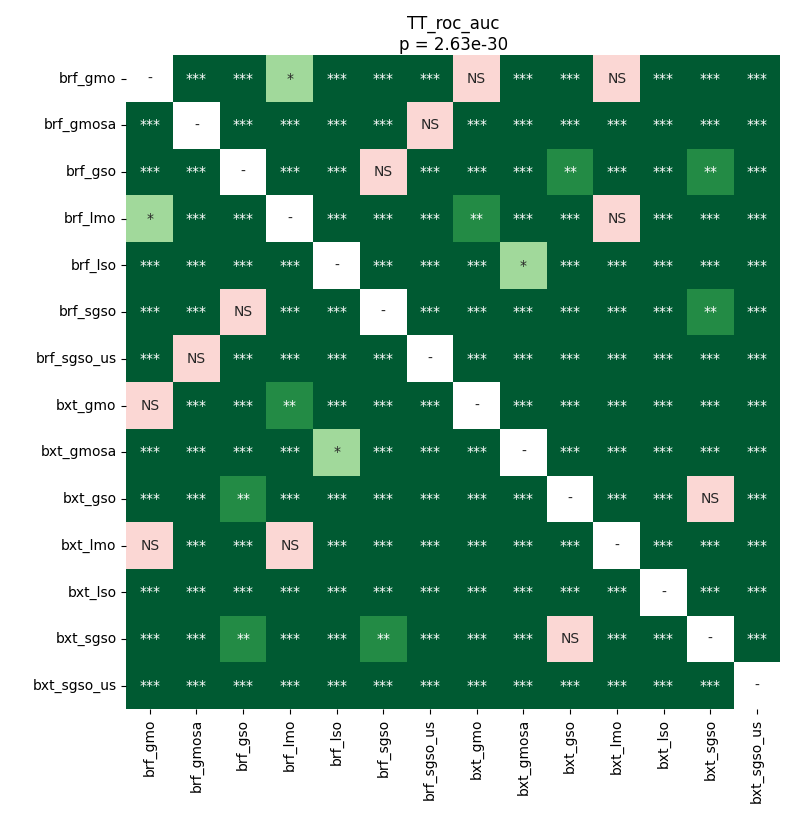 TT_roc_auc
p = 2.63e-30
brf_gmo - *** *** * *** *** *** NS *** *** NS *** *** ***
brf_gmosa *** - *** *** *** *** NS *** *** *** *** *** *** ***
brf_gso *** *** - *** *** NS *** *** *** ** *** *** ** ***
brf_lmo * *** *** - *** *** *** ** *** *** NS *** *** ***
brf_lso *** *** *** *** - *** *** *** * *** *** *** *** ***
brf_sgso *** *** NS *** *** - *** *** *** *** *** *** ** ***
brf_sgso_us *** NS *** *** *** *** - *** *** *** *** *** *** ***
bxt_gmo NS *** *** ** *** *** *** - *** *** *** *** *** ***
bxt_gmosa *** *** *** *** * *** *** *** - *** *** *** *** ***
bxt_gso *** *** ** *** *** *** *** *** *** - *** *** NS ***
bxt_lmo NS *** *** NS *** *** *** *** *** *** - *** *** ***
bxt_lso *** *** *** *** *** *** *** *** *** *** *** - *** ***
bxt_sgso *** *** ** *** *** ** *** *** *** NS *** *** - ***
bxt_sgso_us *** *** *** *** *** *** *** *** *** *** *** *** *** -
brf_gmo brf_gmosa brf_gso brf_lmo brf_lso brf_sgso brf_sgso_us bxt_gmo bxt_gmosa bxt_gso bxt_lmo bxt_lso bxt_sgso bxt_sgso_us